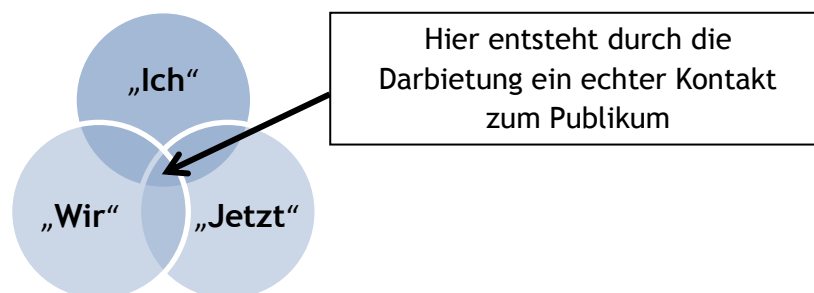 Hier entsteht durch die
Darbietung ein echter Kontakt
zum Publikum
„Ich“
„Wir“
„Jetzt“